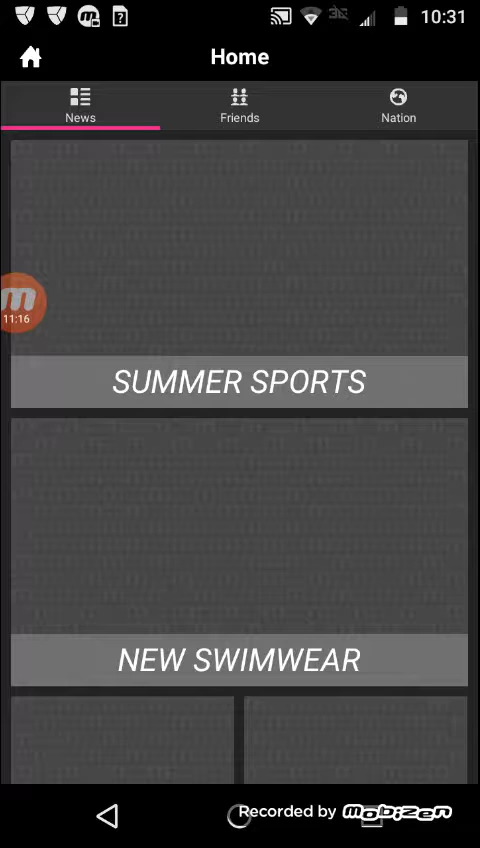 10:31
Home
News
Friends
Nation
m
11:16
SUMMER SPORTS
NEW SWIMWEAR
Recorded by mobizen